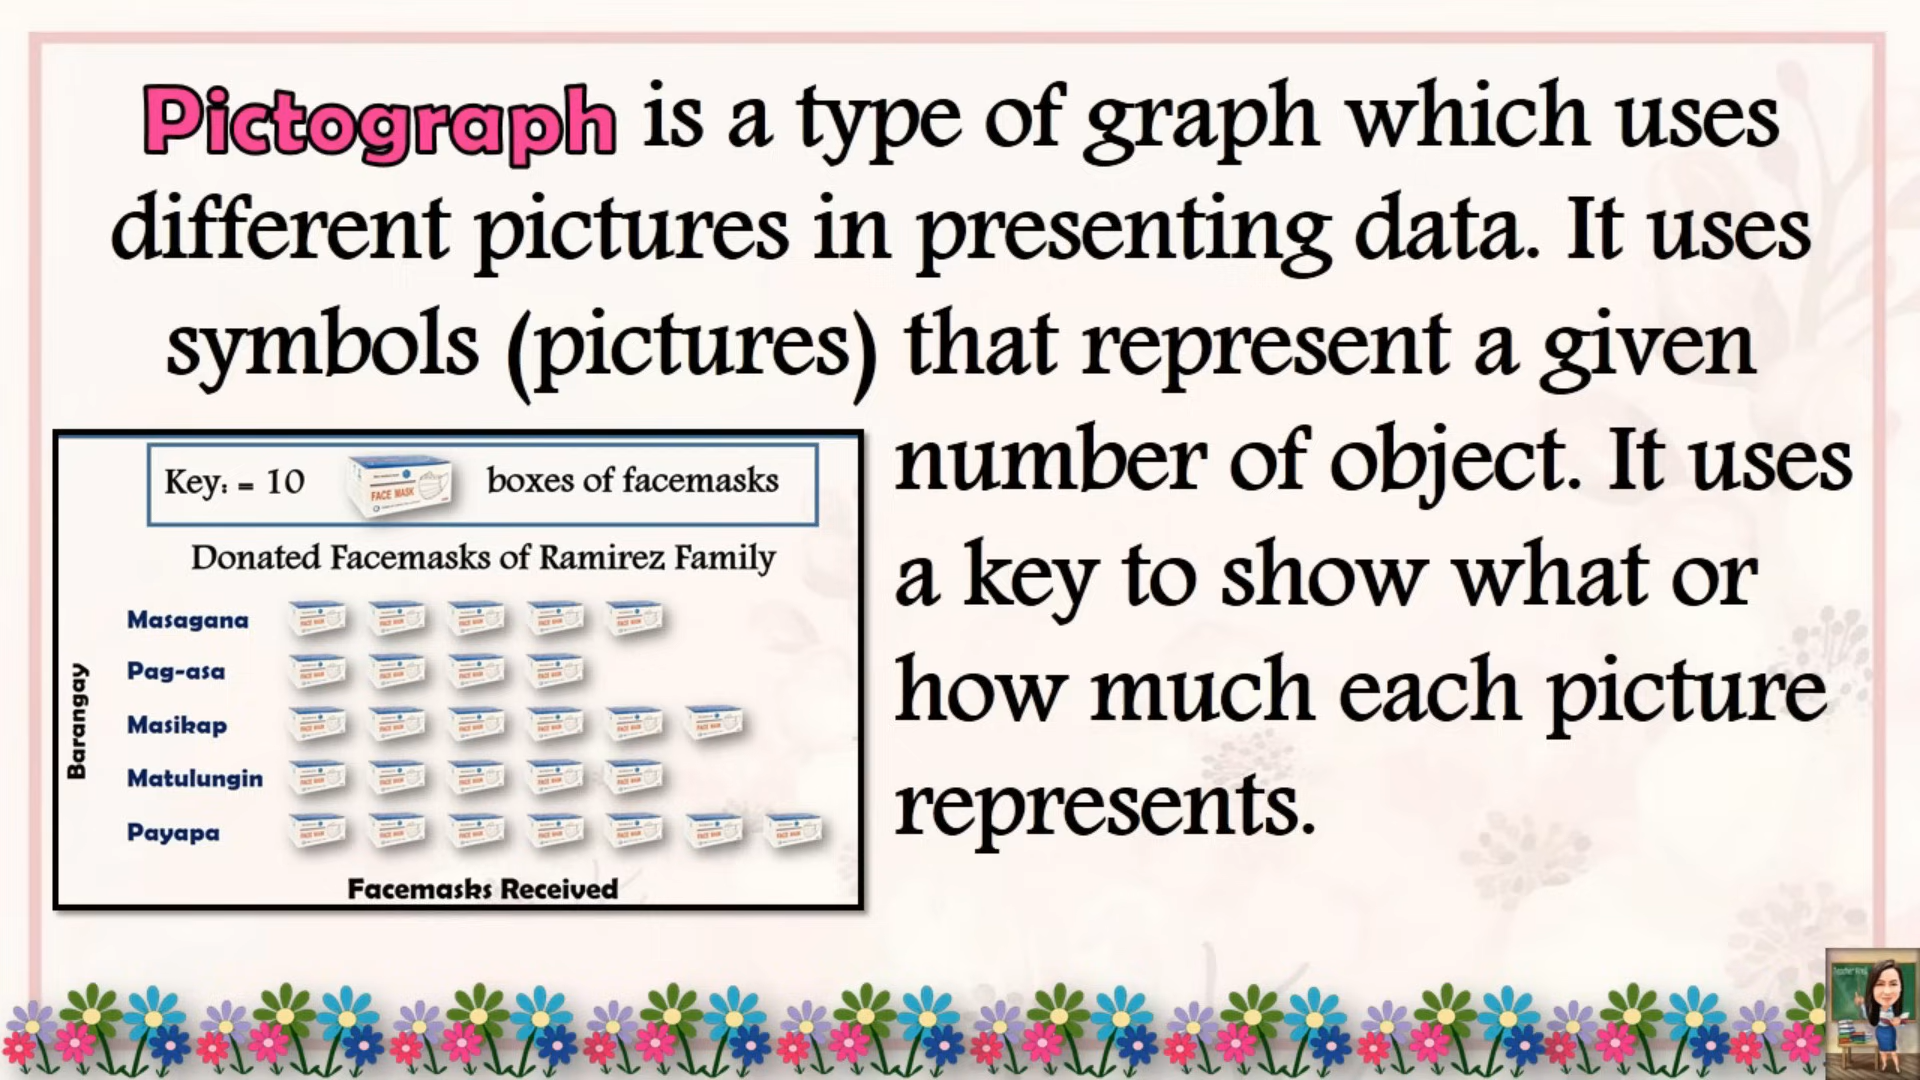 Pictograph is a type of graph which uses
different pictures in presenting data. It uses
symbols (pictures) that represent a given
number of object. It uses
a key to show what or
how much each picture
represents.
Key: = 10 boxes of facemasks
FACE MASK
Donated Facemasks of Ramirez Family
Barangay
Masagana
Pag-asa
Masikap
Matulungin
Payapa
Facemasks Received